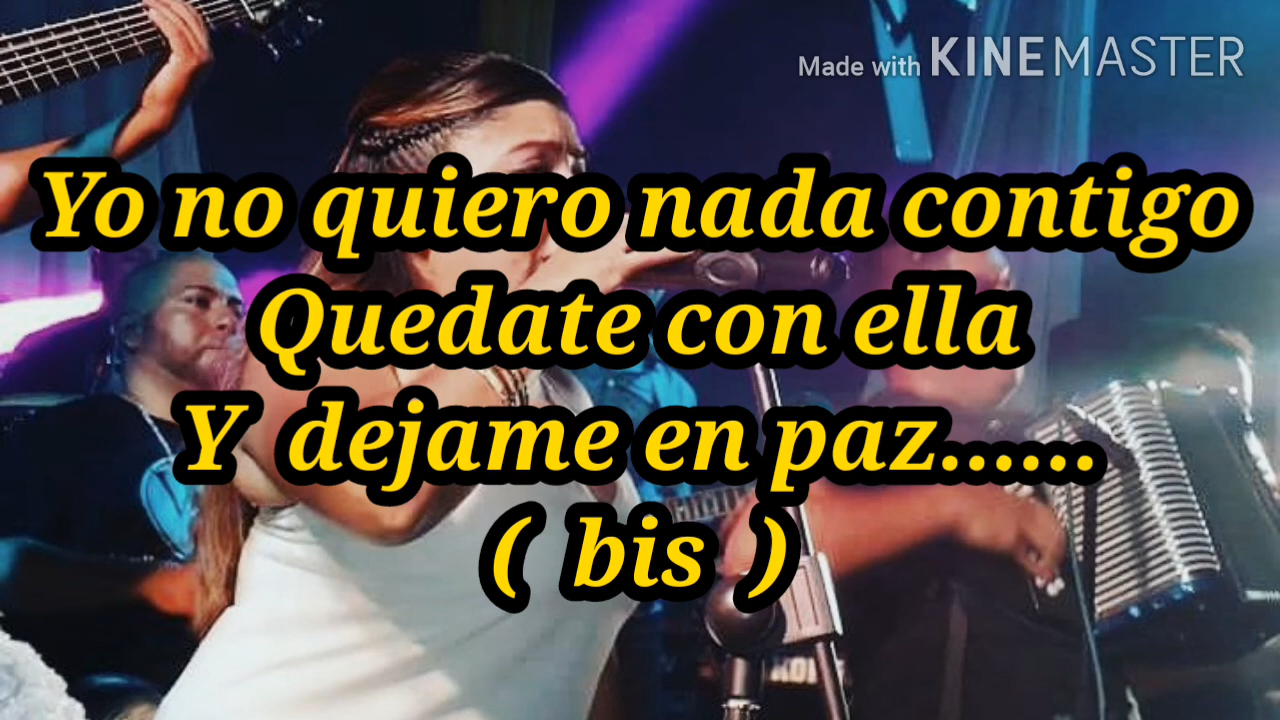 Made with KINEMASTER
Yo no quiero nada contigo
Quedate con ella
Y dejame en paz......
( bis )